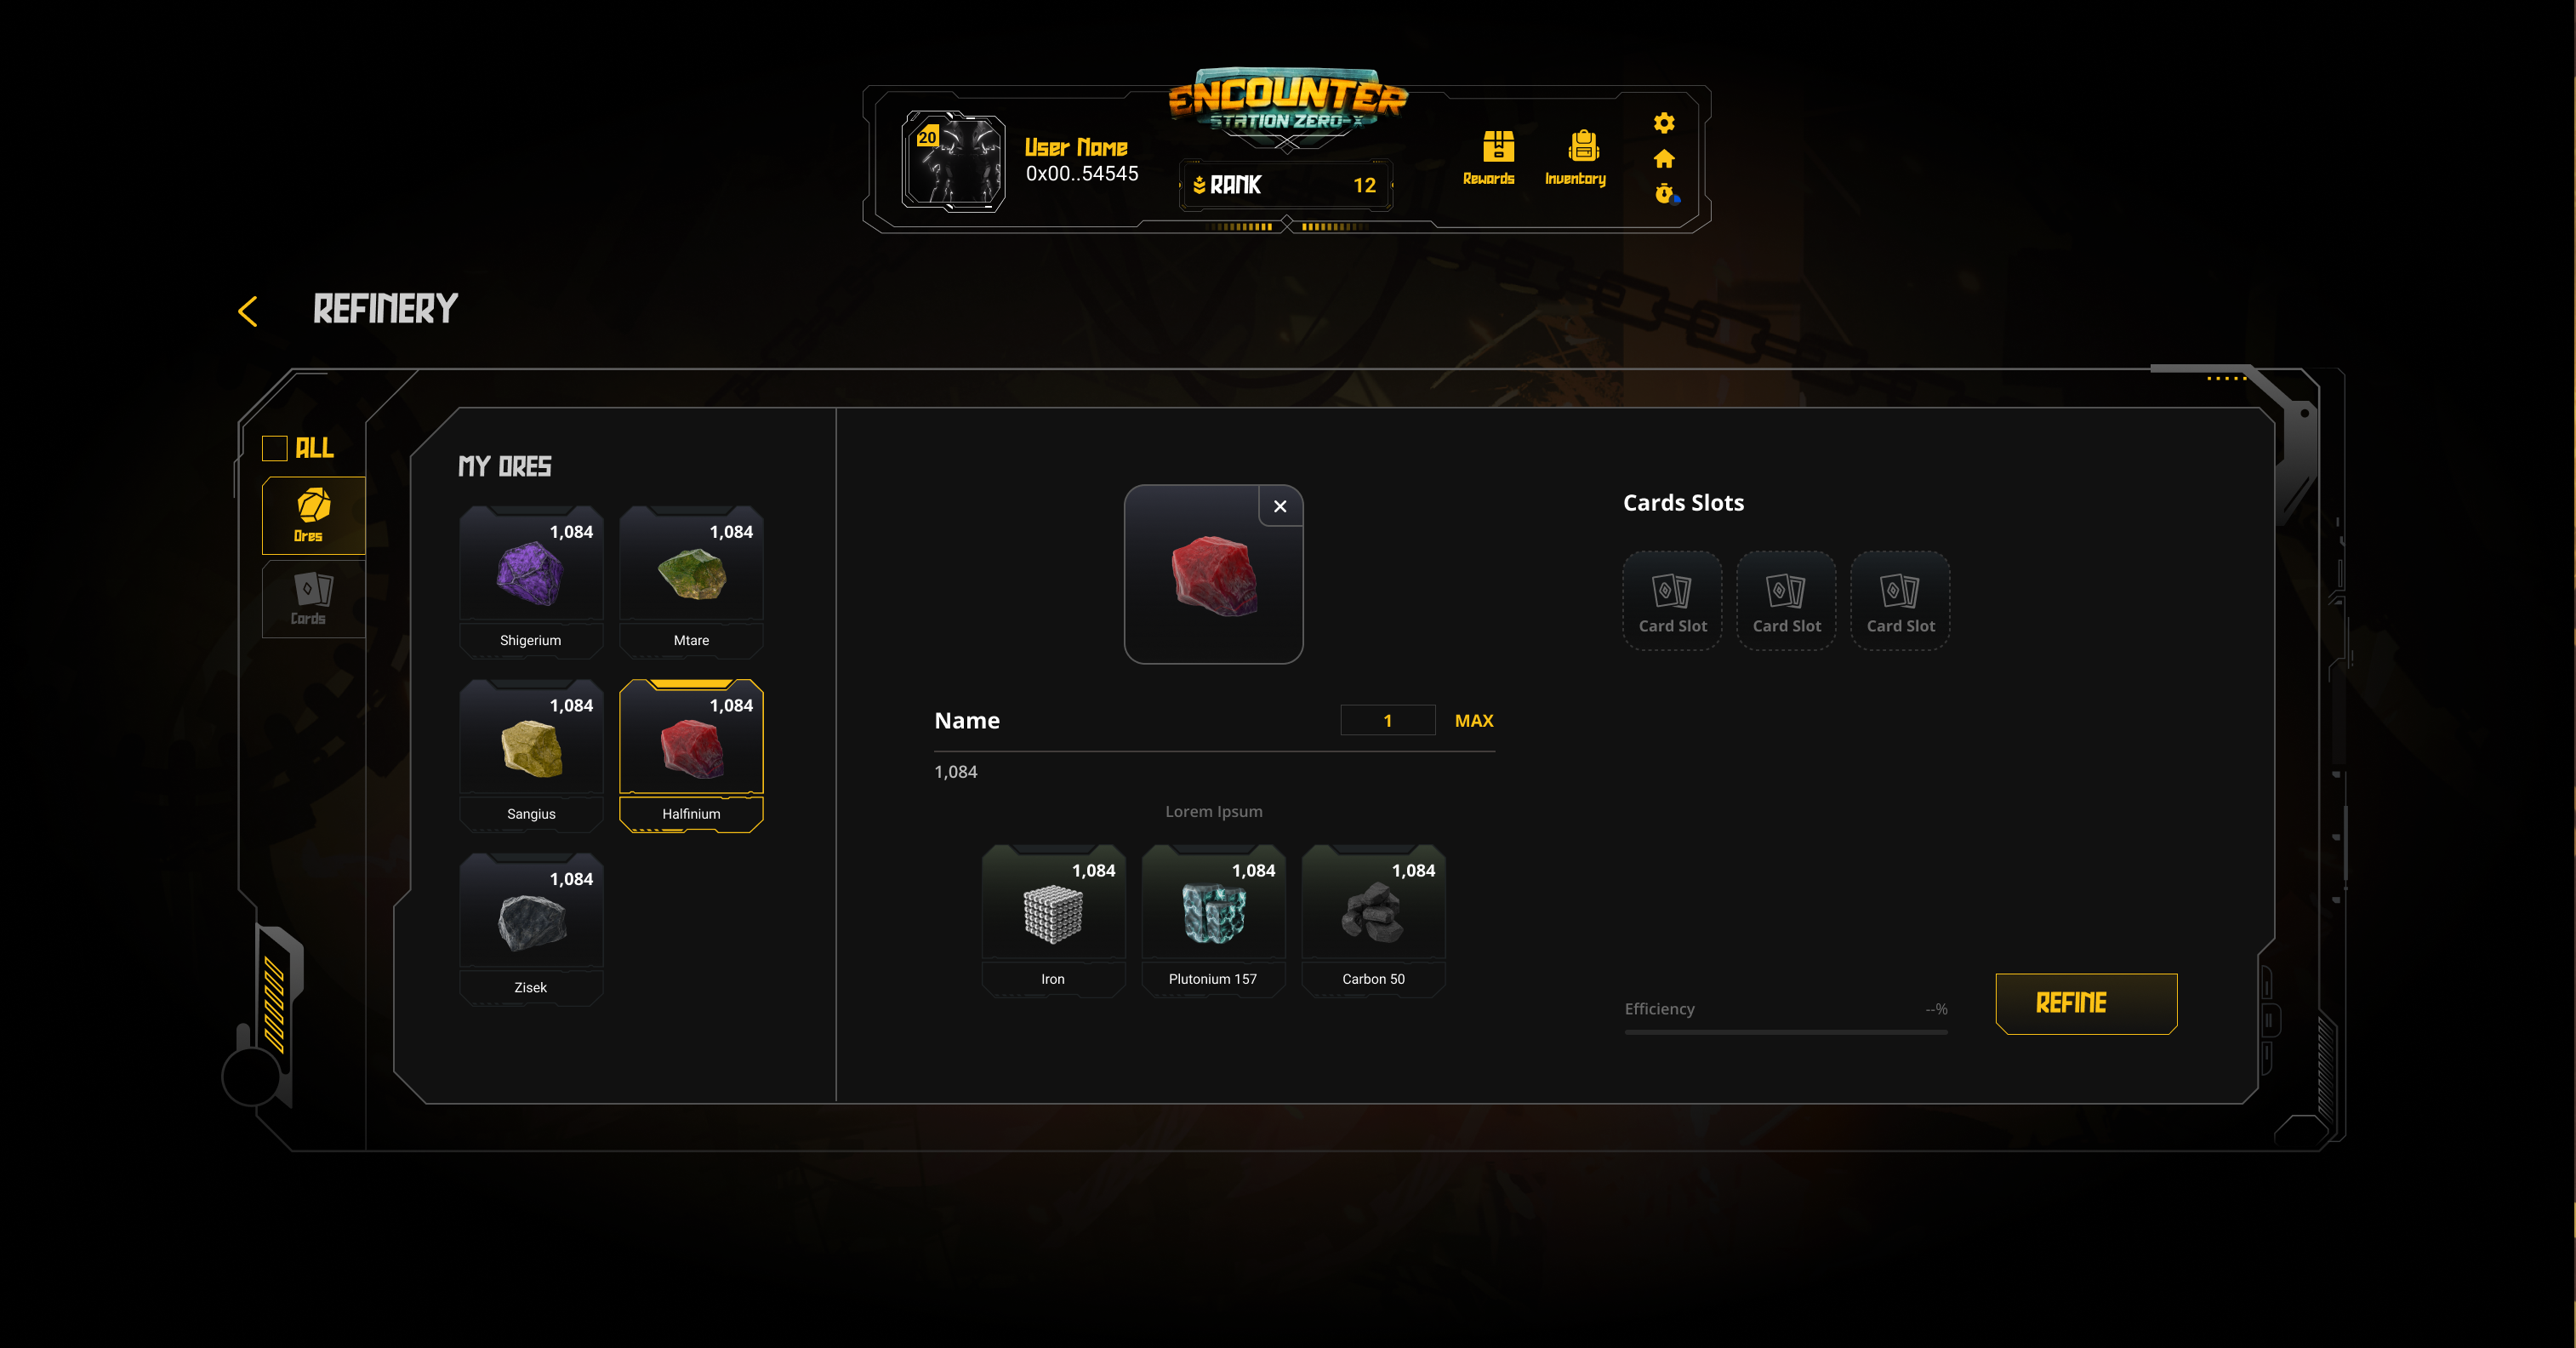 ENCOUNTER
STATION ZERO-X
20
User Name
0x00..54545
RANK 12
Rewards
Inventory
REFINERY
ALL
Ores
Cards
MY ORES
1,084
Shigerium
1,084
Mtare
1,084
Sangius
1,084
Halfinium
1,084
Zisek
Name
1
MAX
1,084
Lorem Ipsum
1,084
Iron
1,084
Plutonium 157
1,084
Carbon 50
Cards Slots
Card Slot
Card Slot
Card Slot
Efficiency --%
REFINE